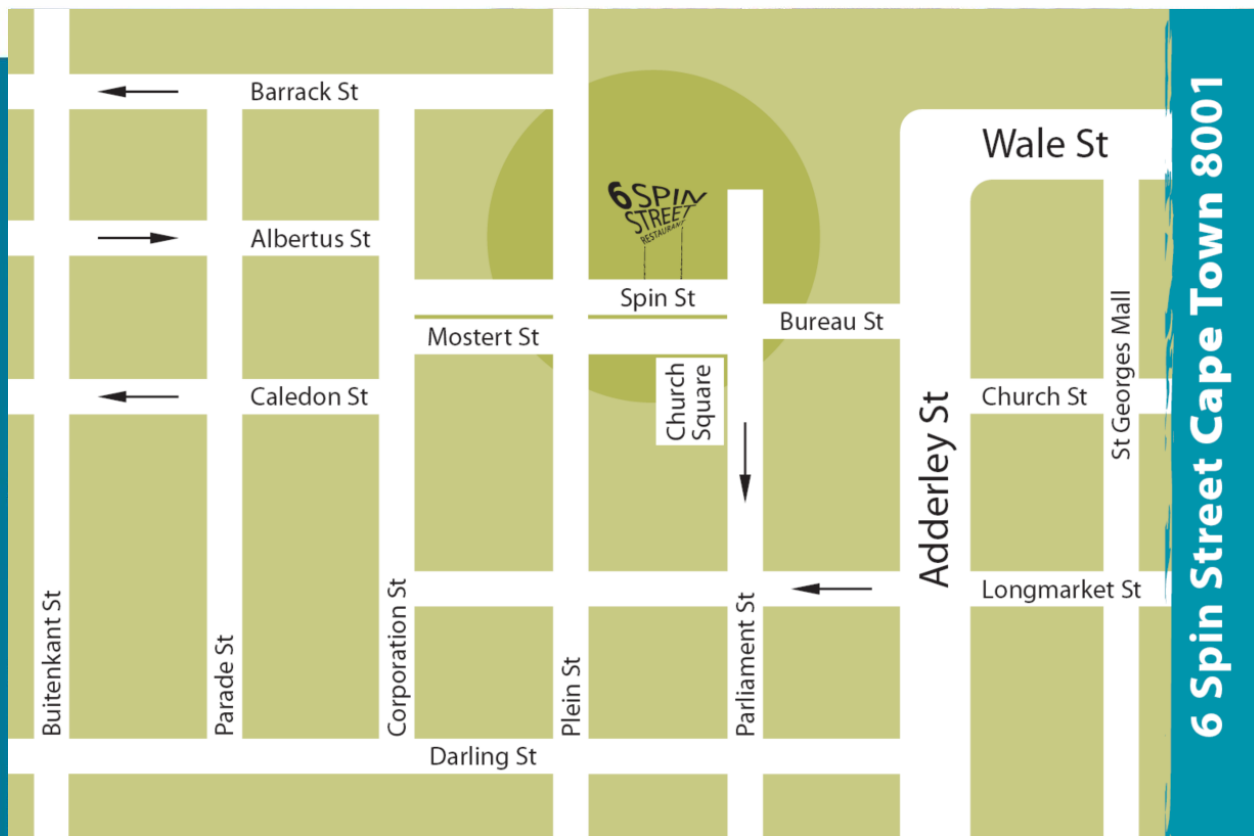 Barrack St
Wale St
6 SPIN
STREET
RESTAURANT
Albertus St
Spin St
Bureau St
Mostert St
Caledon St
Church
Square
Church St
St Georges Mall
Adderley St
Longmarket St
Buitenkant St
Parade St
Corporation St
Plein St
Parliament St
Darling St
6 Spin Street Cape Town 8001